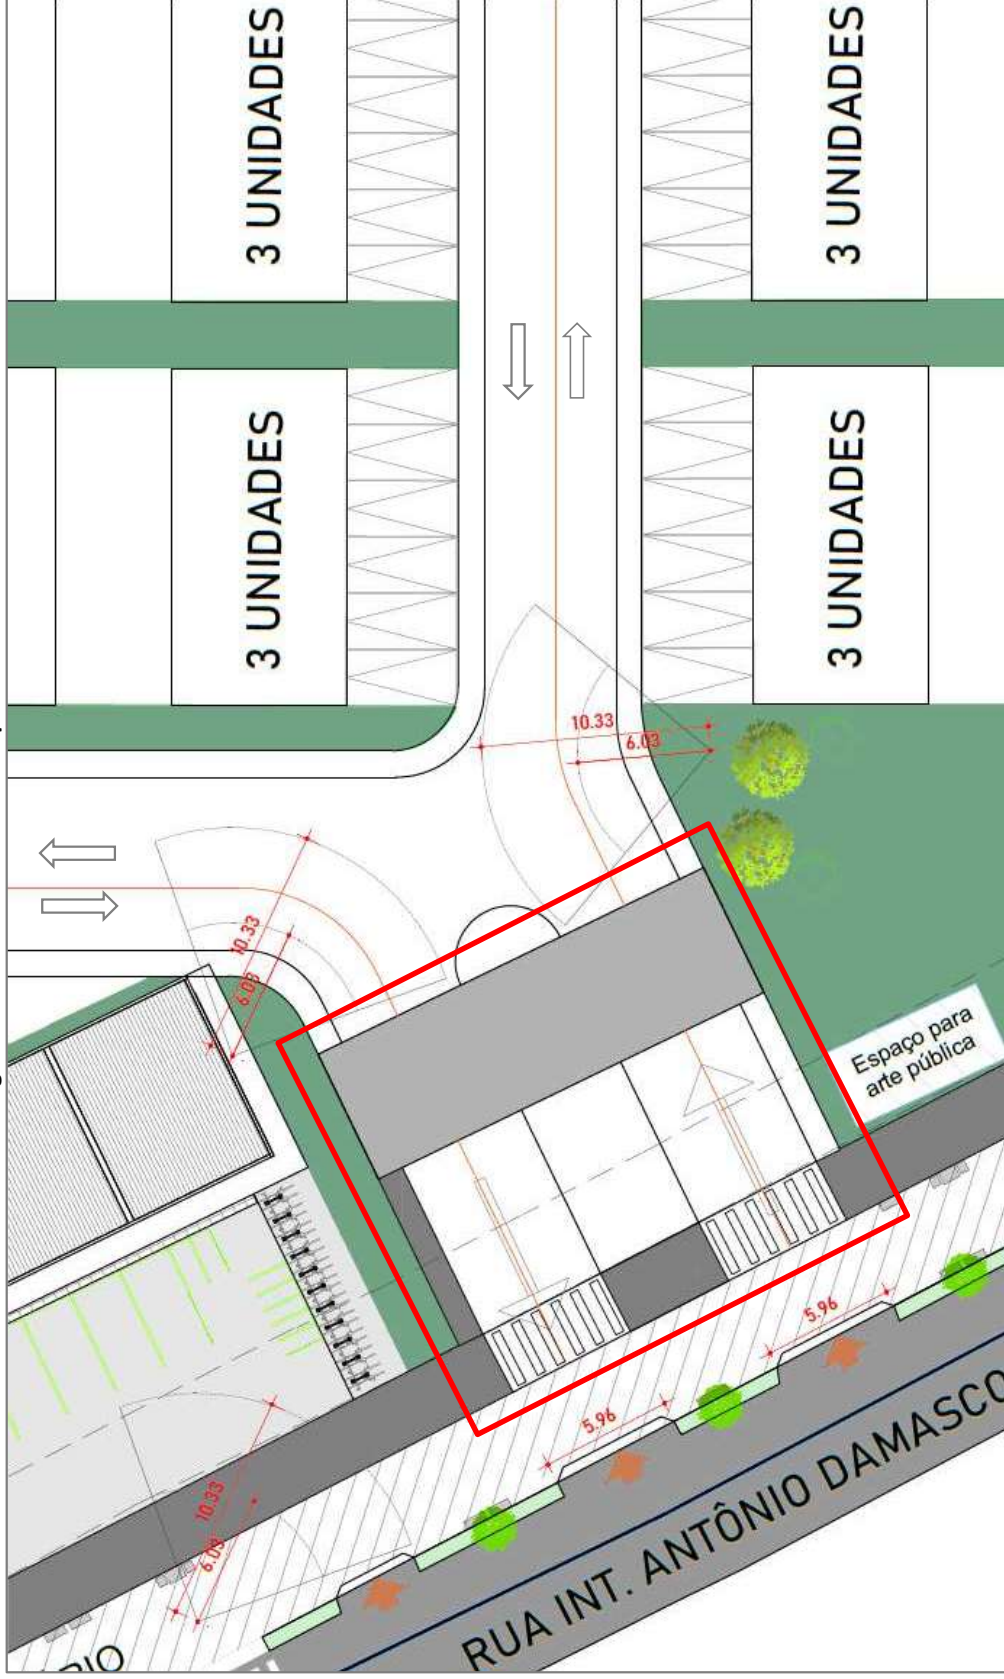 3 UNIDADES
3 UNIDADES
3 UNIDADES
3 UNIDADES
10.33
6.03
10.33
6.03
Espaço para
arte pública
5.96
5.96
10.33
6.03
RUA INT. ANTÔNIO DAMASCO